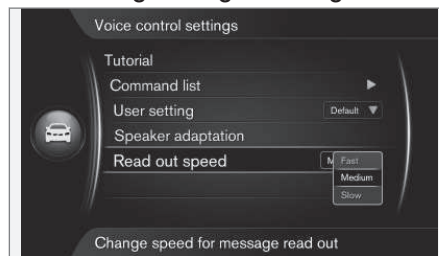 Voice control settings
Tutorial
Command list
User setting Default
Speaker adaptation
Read out speed M Fast
Medium
Slow
Change speed for message read out